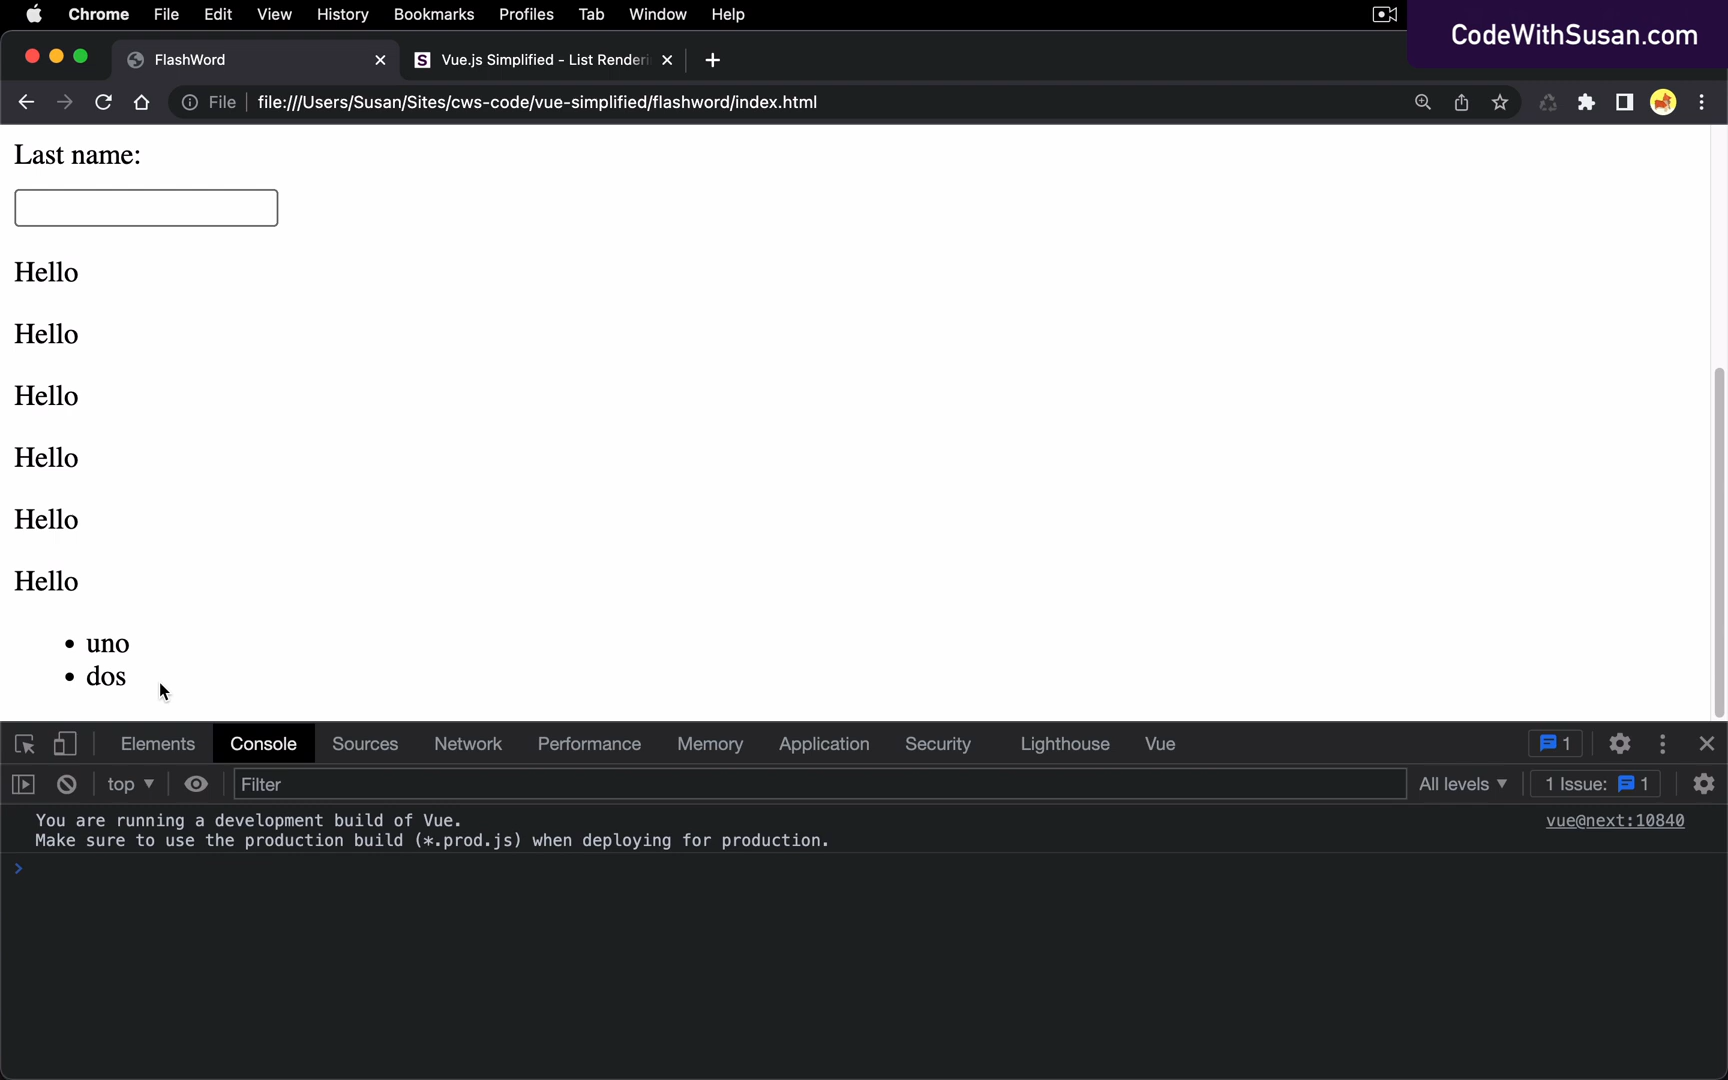 Chrome File Edit View History Bookmarks Profiles Tab Window Help
CodeWithSusan.com
FlashWord
Vue.js Simplified - List Renderi
File file:///Users/Susan/Sites/cws-code/vue-simplified/flashword/index.html
Last name:
Hello
Hello
Hello
Hello
Hello
Hello
• uno
• dos
Elements Console Sources Network Performance Memory Application Security Lighthouse Vue 1
top Filter All levels 1 Issue: 1
You are running a development build of Vue. vue@next:10840
Make sure to use the production build (*.prod.js) when deploying for production.